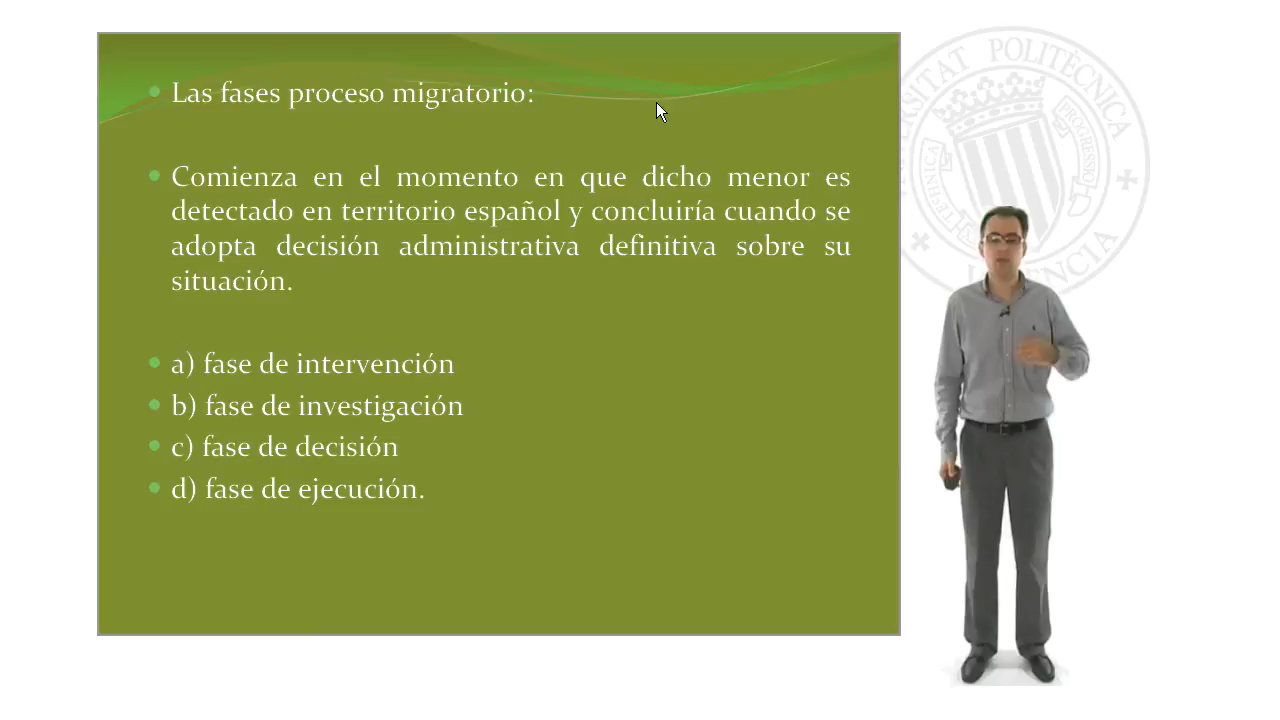 Las fases proceso migratorio:
Comienza en el momento en que dicho menor es
detectado en territorio español y concluiría cuando se
adopta decisión administrativa definitiva sobre su
situación.
a) fase de intervención
b) fase de investigación
c) fase de decisión
d) fase de ejecución.
POLITÈCNICA